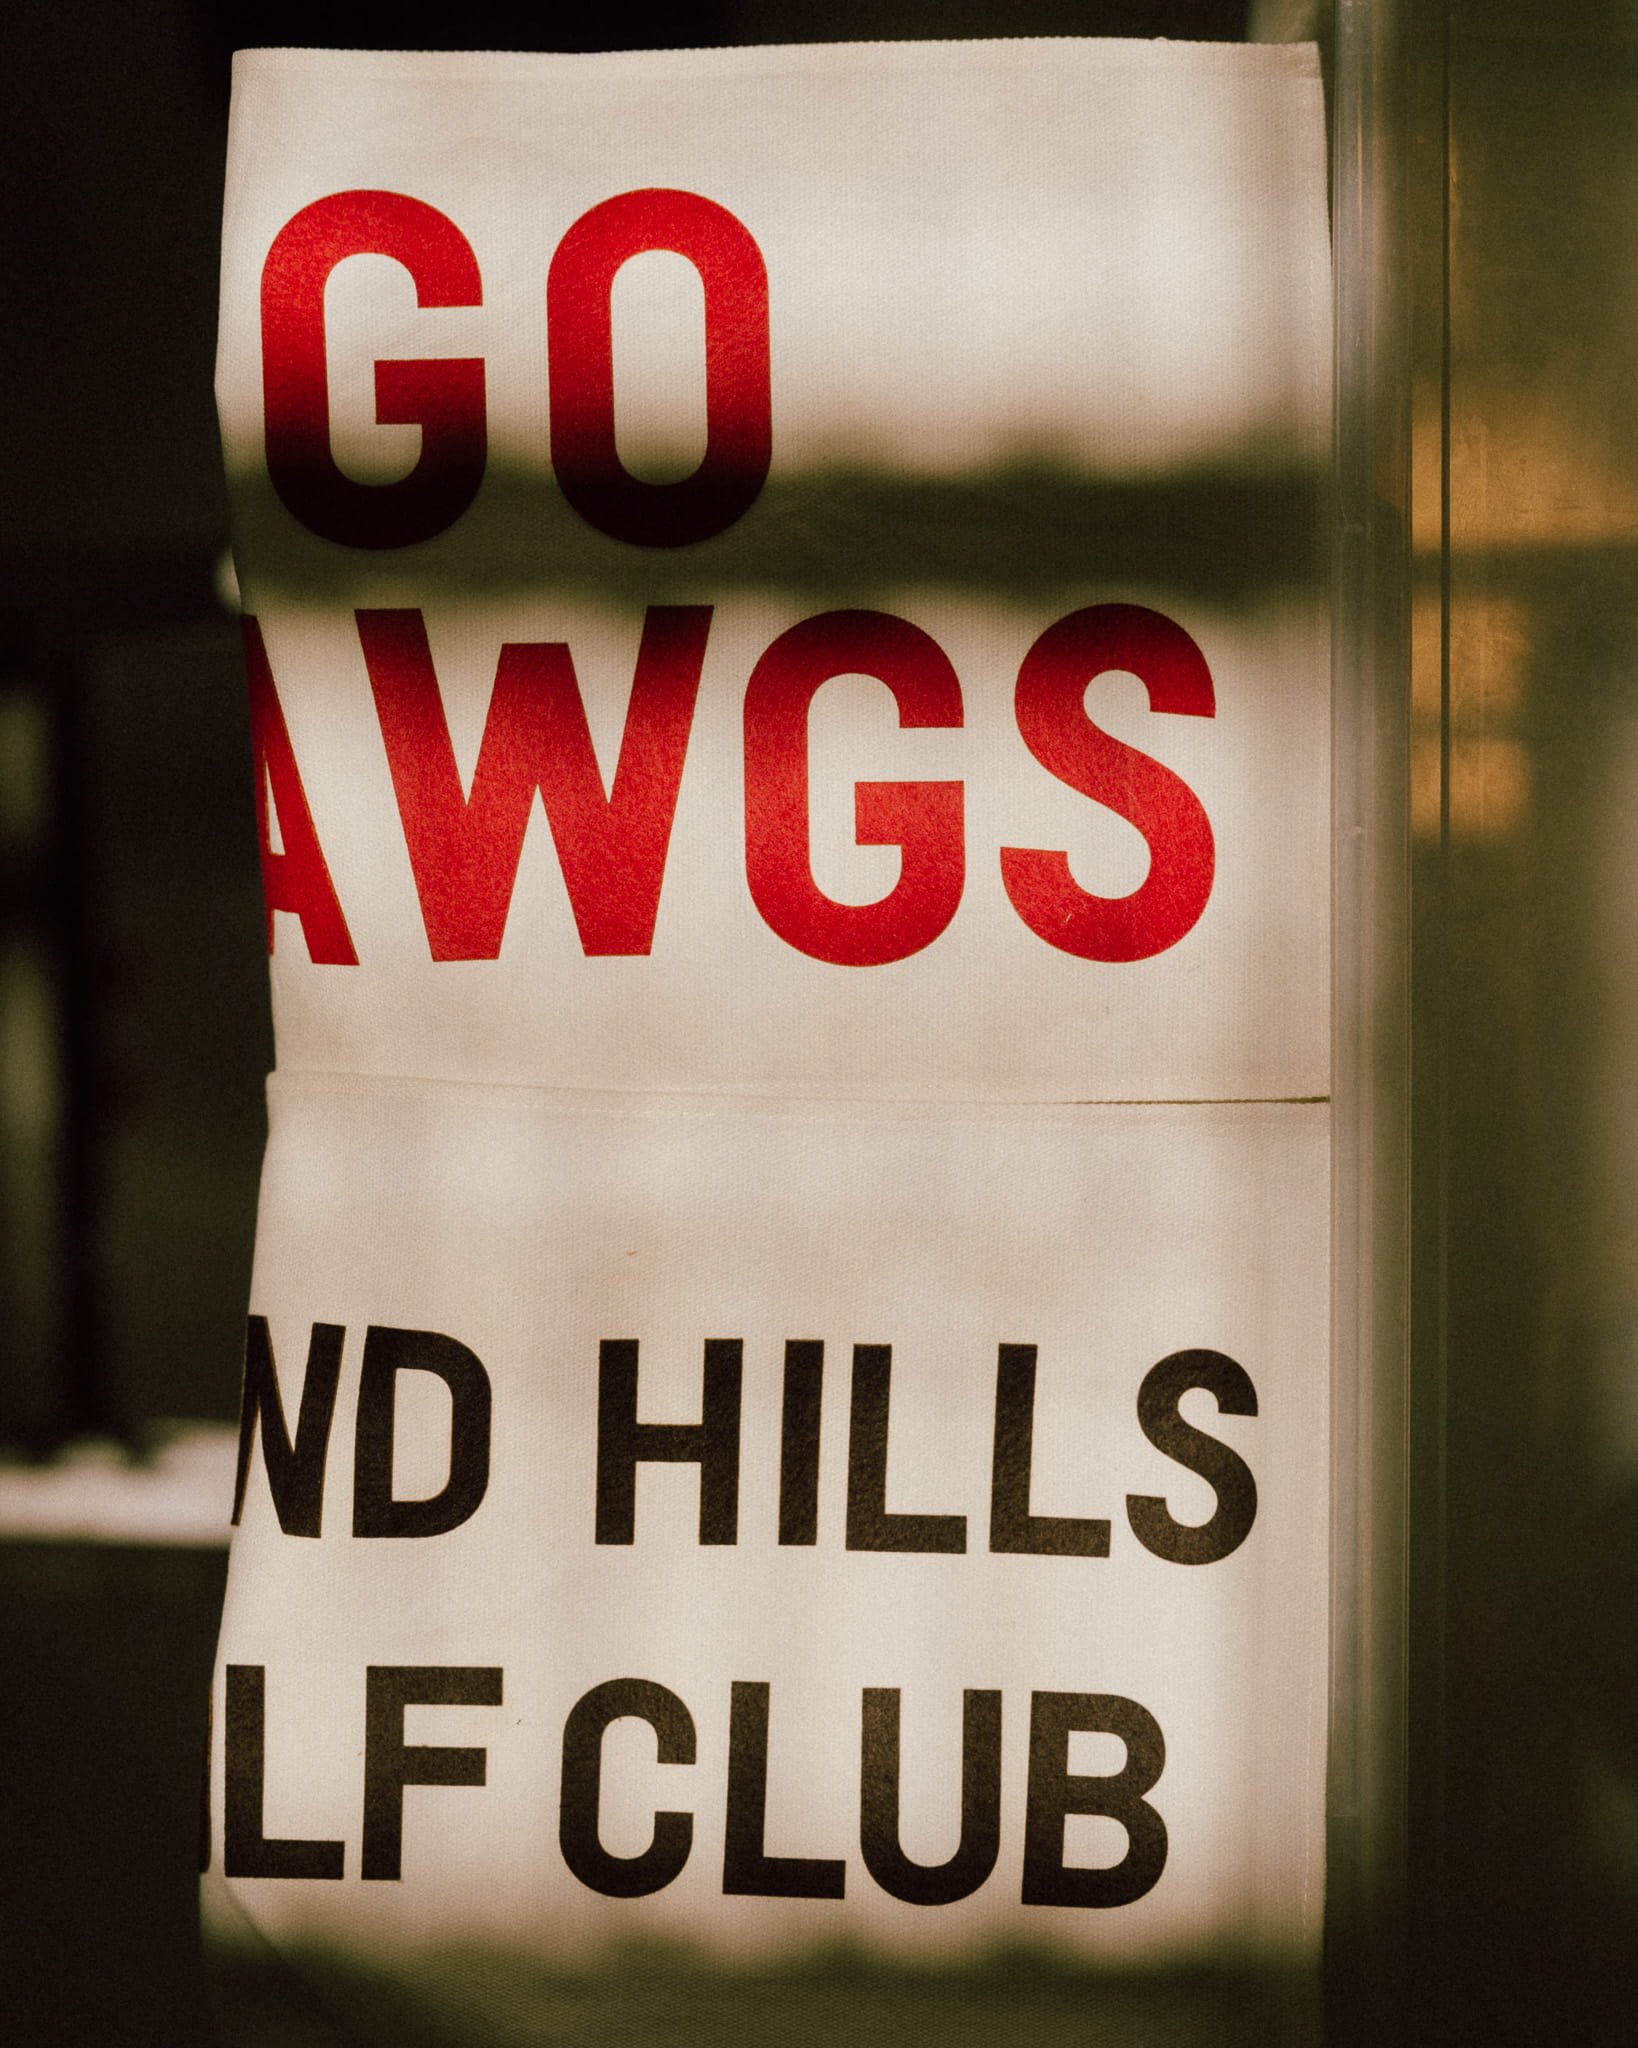 GO
AWGS
ND HILLS
LF CLUB